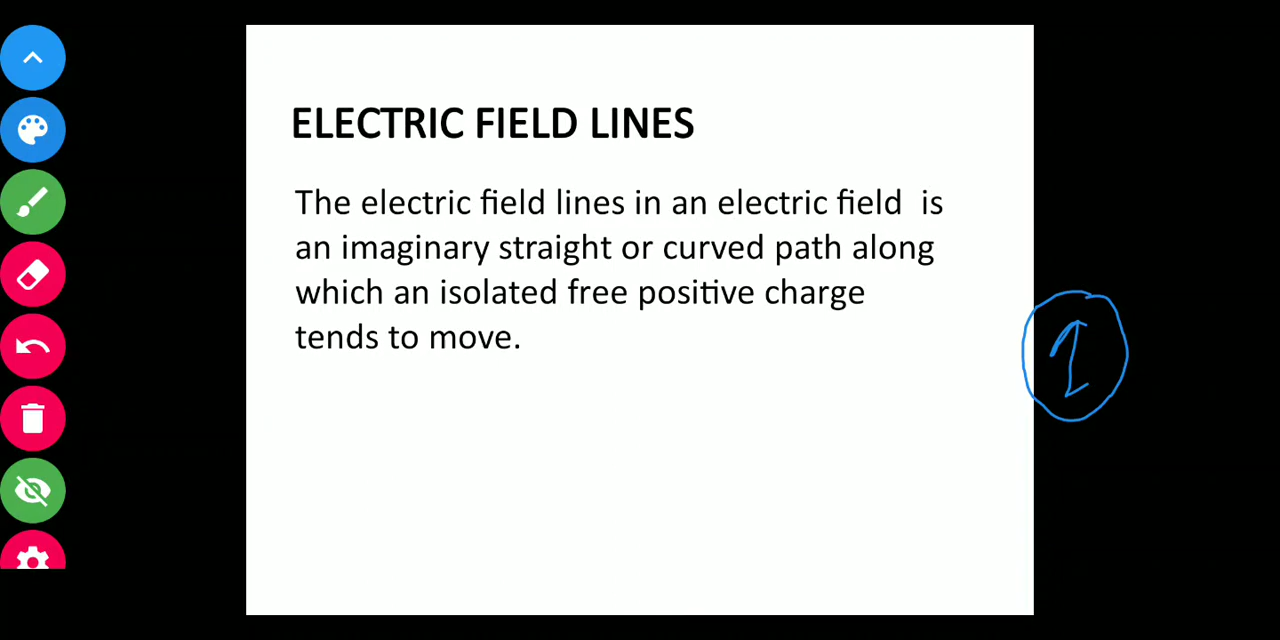 ELECTRIC FIELD LINES
The electric field lines in an electric field is
an imaginary straight or curved path along
which an isolated free positive charge
tends to move.
1